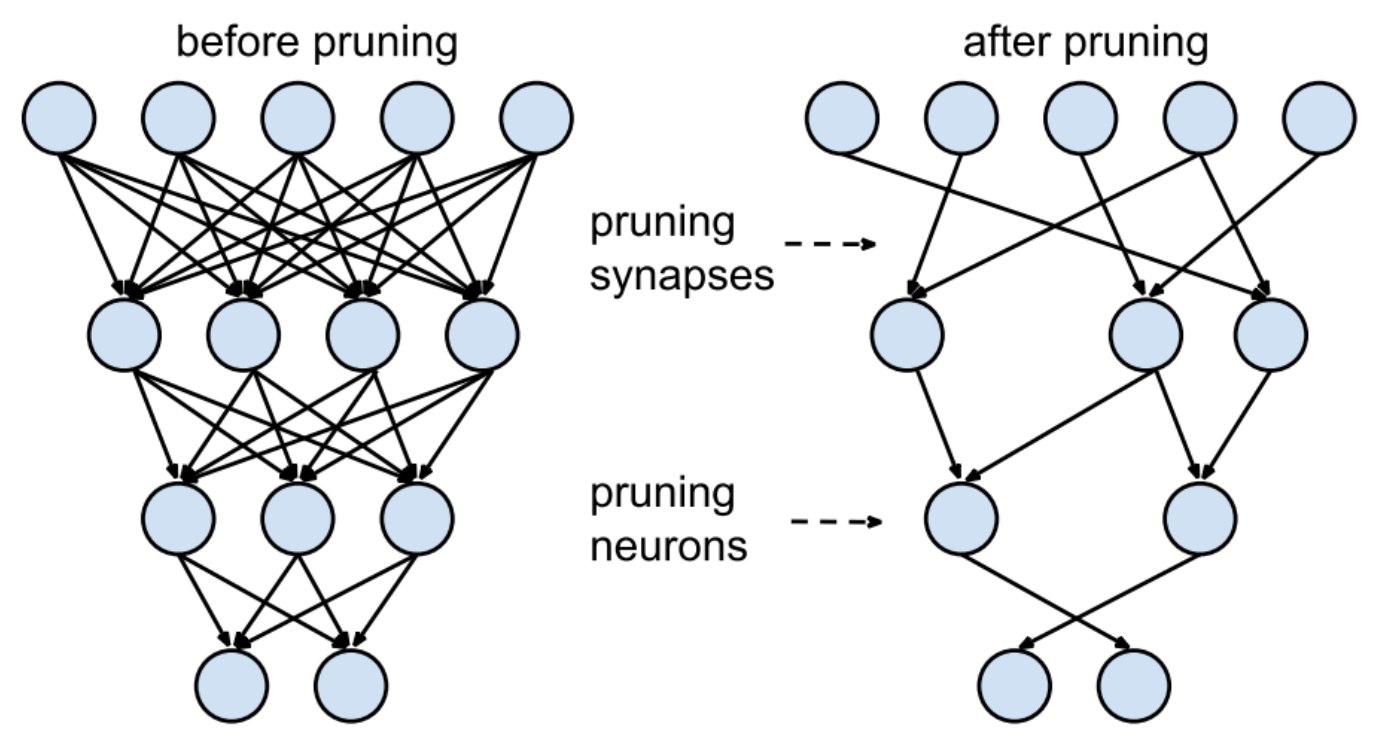 before pruning
after pruning
pruning
synapses
pruning
neurons